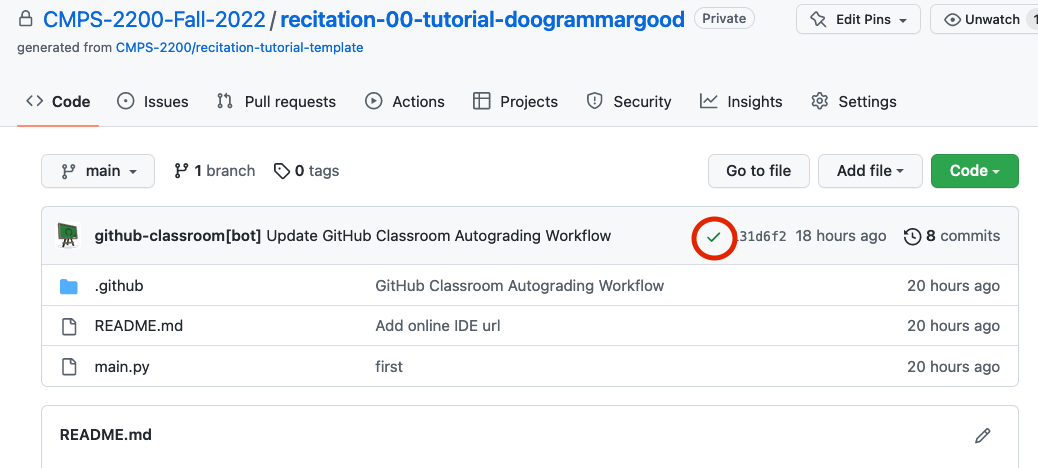 CMPS-2200-Fall-2022 / recitation-00-tutorial-doogrammargood Private Edit Pins Unwatch 1
generated from CMPS-2200/recitation-tutorial-template
Code Issues Pull requests Actions Projects Security Insights Settings
main 1 branch 0 tags Go to file Add file Code
github-classroom[bot] Update GitHub Classroom Autograding Workflow 31d6f2 18 hours ago 8 commits
.github GitHub Classroom Autograding Workflow 20 hours ago
README.md Add online IDE url 20 hours ago
main.py first 20 hours ago
README.md